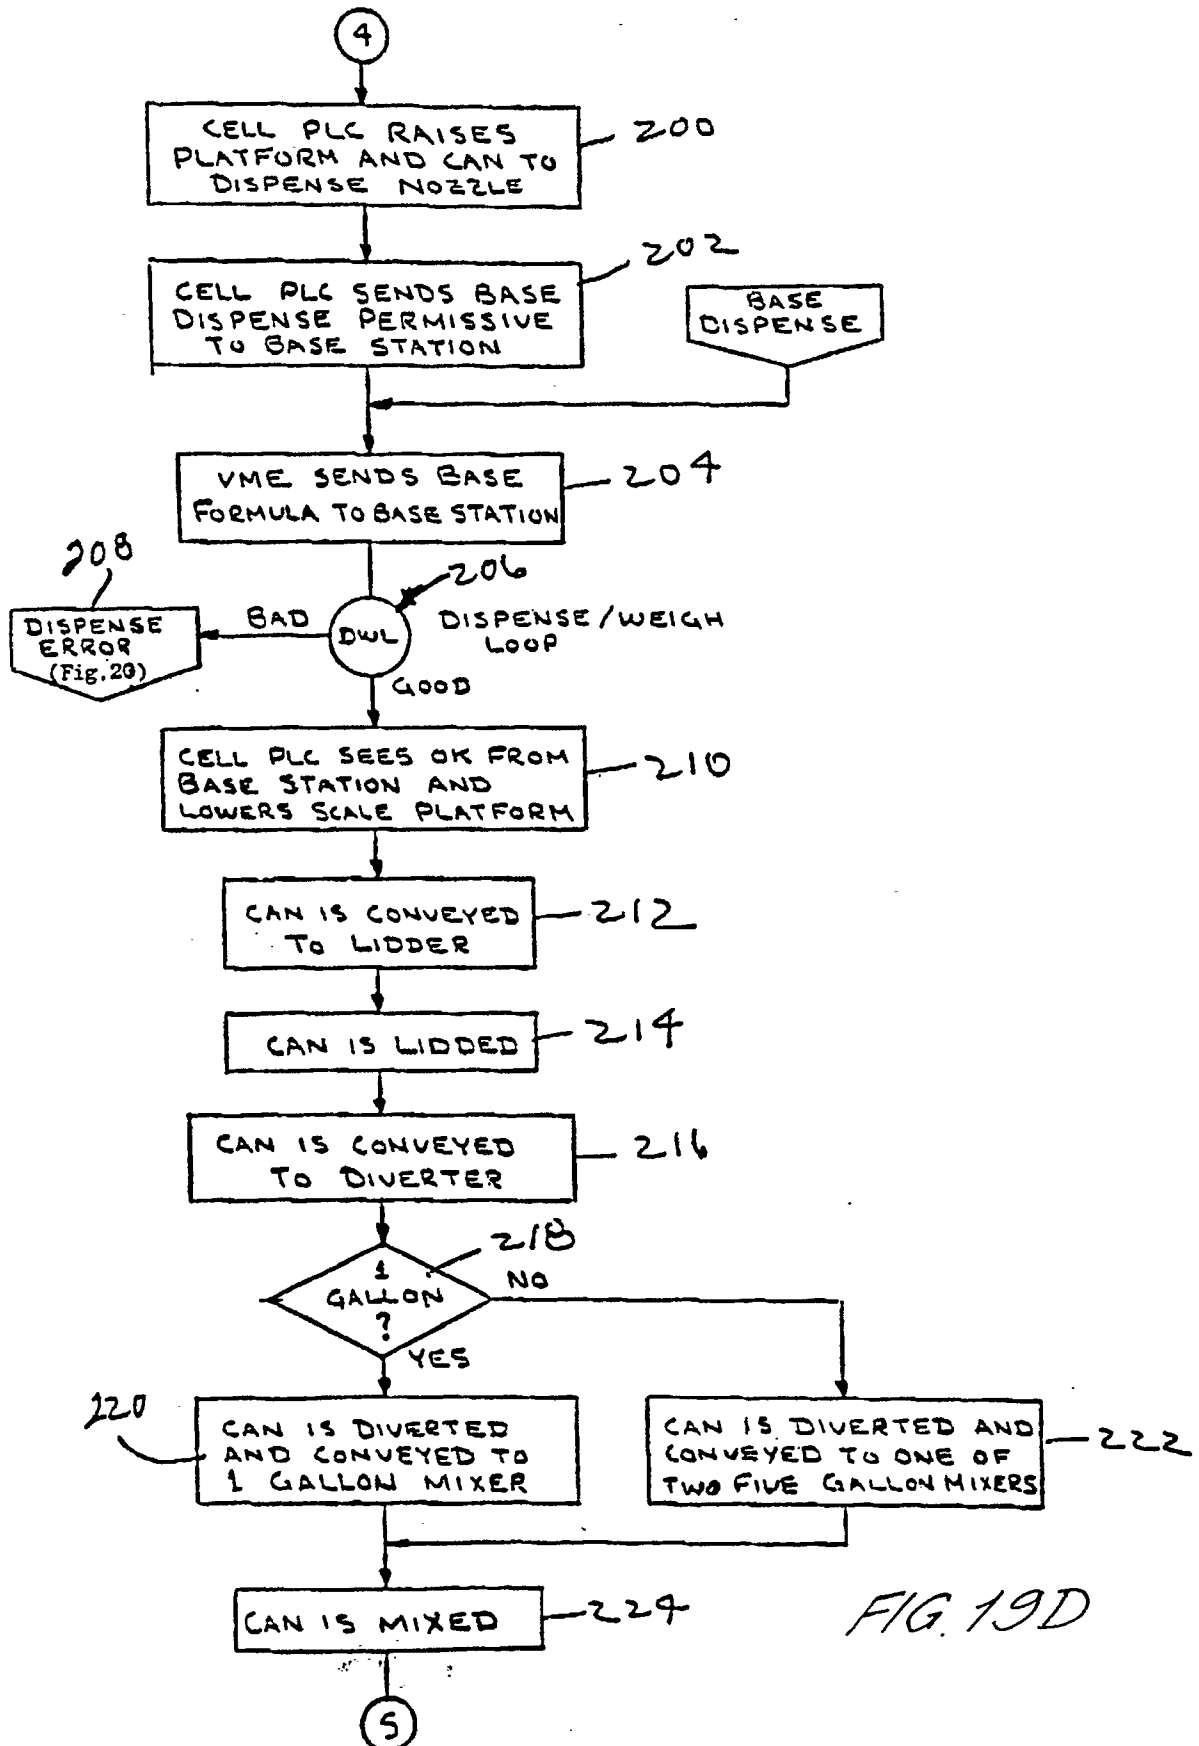 4
CELL PLC RAISES
PLATFORM AND CAN TO
DISPENSE NOZZLE
200
CELL PLC SENDS BASE
DISPENSE PERMISSIVE
TO BASE STATION
202
BASE
DISPENSE
VME SENDS BASE
FORMULA TO BASE STATION
204
208
206
DISPENSE
ERROR
(Fig.20)
BAD
DWL
DISPENSE/WEIGH
LOOP
GOOD
CELL PLC SEES OK FROM
BASE STATION AND
LOWERS SCALE PLATFORM
210
CAN IS CONVEYED
TO LIDDER
212
CAN IS LIDDED
214
CAN IS CONVEYED
TO DIVERTER
216
218
1
GALLON
?
NO
YES
220
CAN IS DIVERTED
AND CONVEYED TO
1 GALLON MIXER
CAN IS DIVERTED AND
CONVEYED TO ONE OF
TWO FIVE GALLON MIXERS
222
CAN IS MIXED
224
FIG. 19D
5